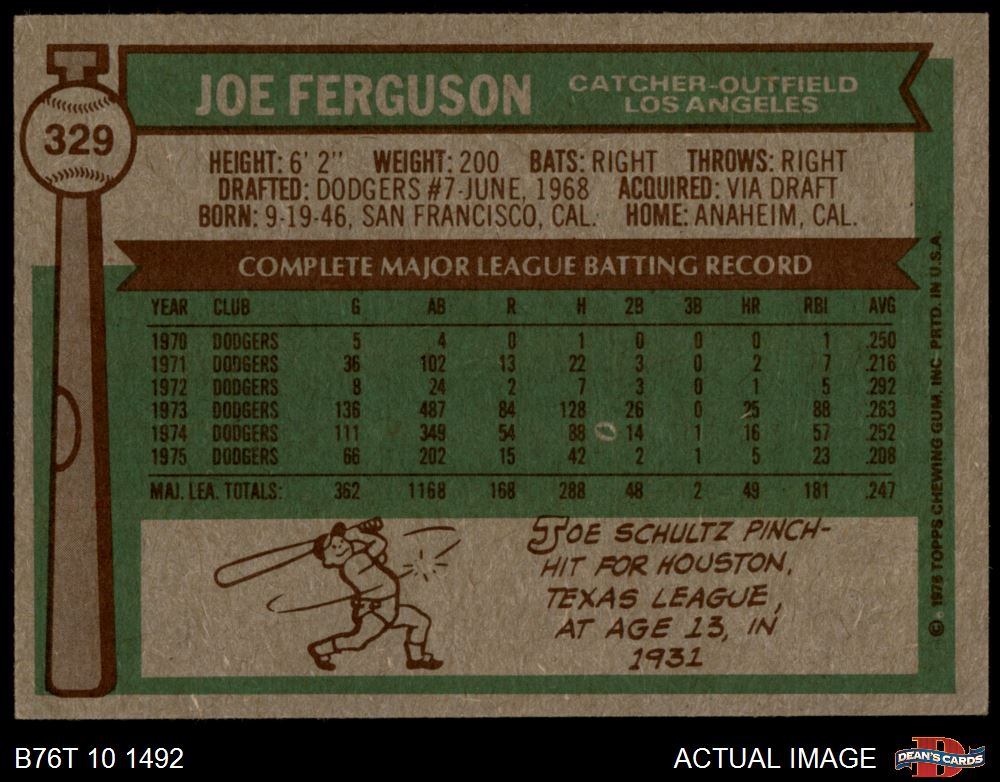 JOE FERGUSON
CATCHER-OUTFIELD
LOS ANGELES
329
HEIGHT: 6' 2" WEIGHT: 200 BATS: RIGHT THROWS: RIGHT
DRAFTED: DODGERS #7-JUNE, 1968 ACQUIRED: VIA DRAFT
BORN: 9-19-46, SAN FRANCISCO, CAL. HOME: ANAHEIM, CAL.
COMPLETE MAJOR LEAGUE BATTING RECORD
YEAR CLUB G AB R H 2B 3B HR RBI AVG
1970 DODGERS 5 4 0 1 0 0 0 1 .250
1971 DODGERS 36 102 13 22 3 0 2 7 .216
1972 DODGERS 8 24 2 7 3 0 1 5 .292
1973 DODGERS 136 487 84 128 26 0 25 88 .263
1974 DODGERS 111 349 54 88 14 1 16 57 .252
1975 DODGERS 66 202 15 42 2 1 5 23 .208
MAJ. LEA. TOTALS: 362 1168 168 288 48 2 49 181 .247
JOE SCHULTZ PINCH-
HIT FOR HOUSTON,
TEXAS LEAGUE,
AT AGE 13, IN
1931
© 1976 TOPPS CHEWING GUM, INC PRTD. IN U.S.A.
B76T 10 1492
ACTUAL IMAGE
DEAN'S CARDS